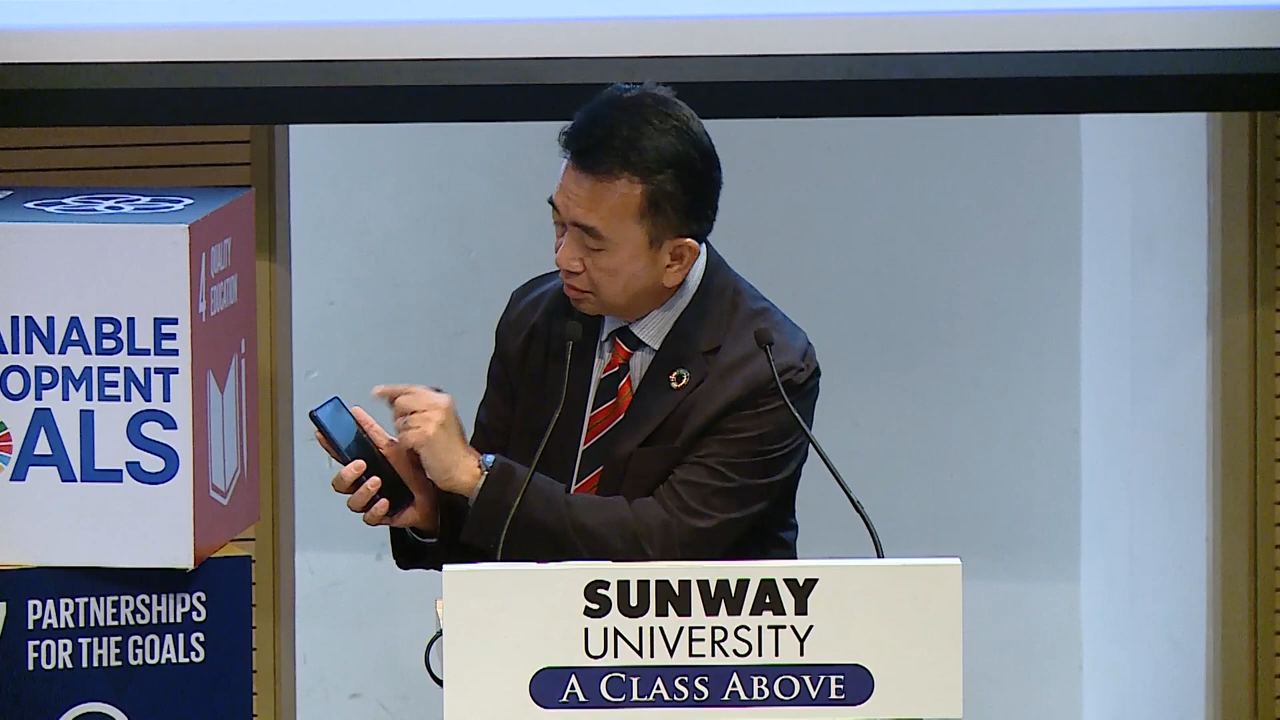 AINABLE
OPMENT
ALS
4 QUALITY
EDUCATION
PARTNERSHIPS
FOR THE GOALS
SUNWAY
UNIVERSITY
A CLASS ABOVE